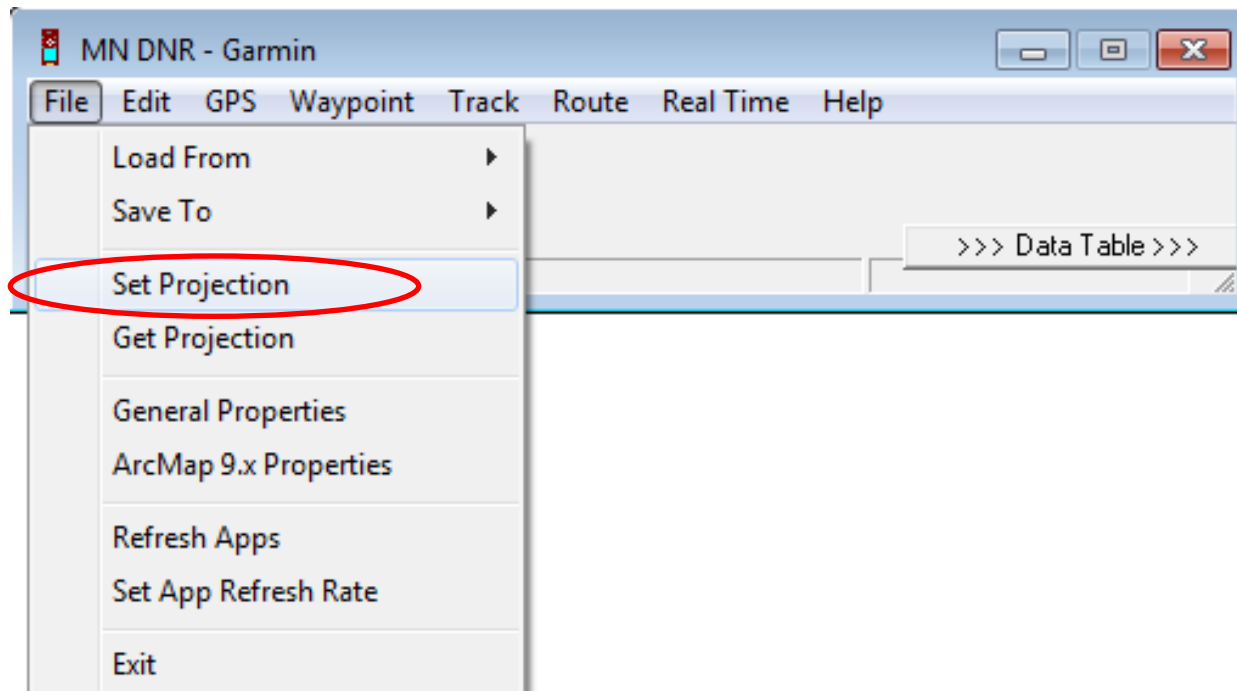 MN DNR - Garmin
File Edit GPS Waypoint Track Route Real Time Help
Load From
Save To
>>> Data Table >>>
Set Projection
Get Projection
General Properties
ArcMap 9.x Properties
Refresh Apps
Set App Refresh Rate
Exit